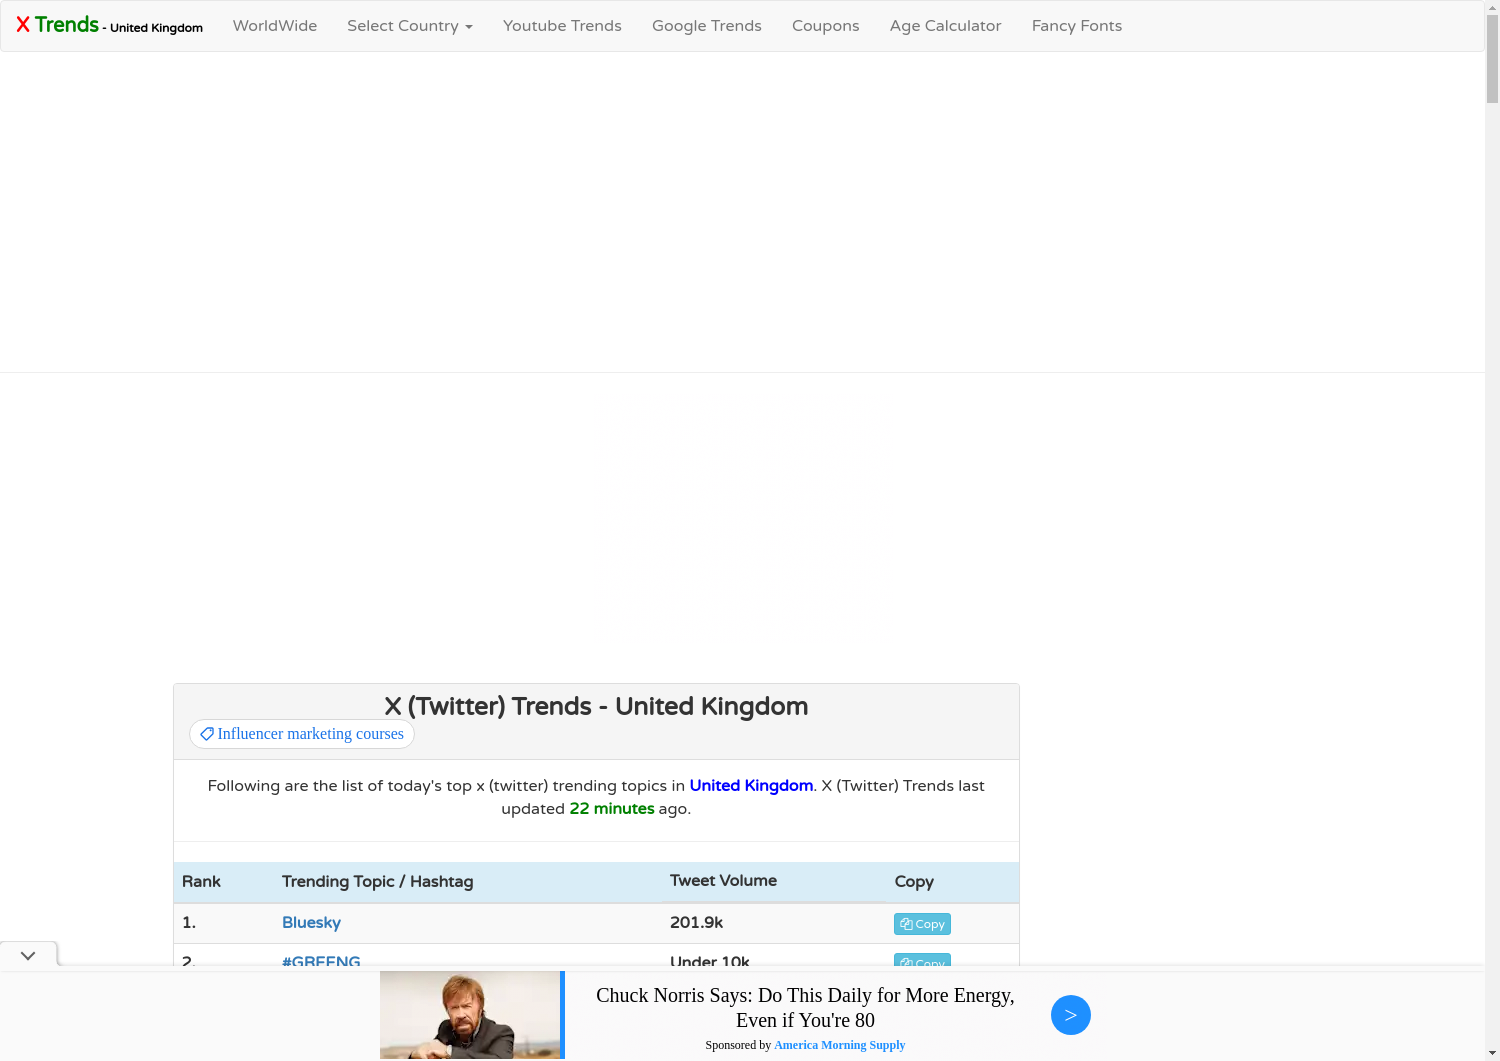 X Trends - United Kingdom WorldWide Select Country Youtube Trends Google Trends Coupons Age Calculator Fancy Fonts
X (Twitter) Trends - United Kingdom
Influencer marketing courses
Following are the list of today's top x (twitter) trending topics in United Kingdom. X (Twitter) Trends last
updated 22 minutes ago.
Rank Trending Topic / Hashtag Tweet Volume Copy
1. Bluesky 201.9k Copy
2. #GREENG Under 10k Copy
Chuck Norris Says: Do This Daily for More Energy,
Even if You're 80
Sponsored by America Morning Supply
>